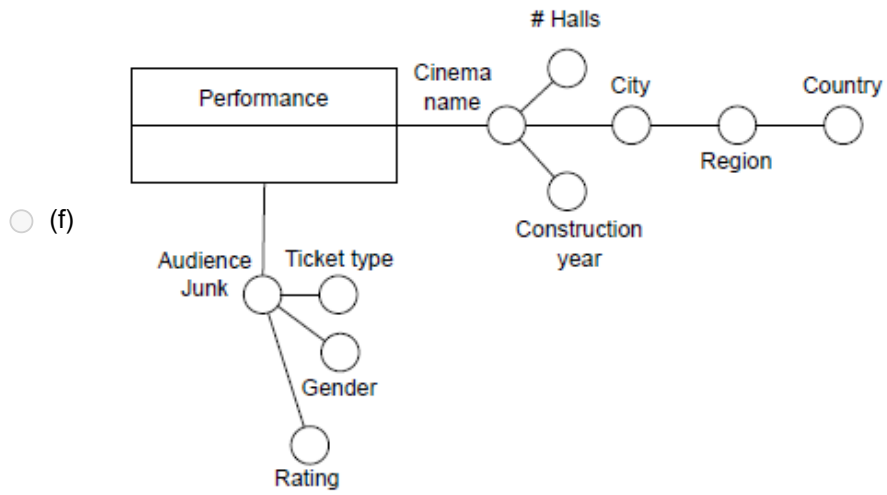 # Halls
Cinema
name
City
Country
Performance
Region
(f)
Construction
year
Audience
Junk
Ticket type
Gender
Rating